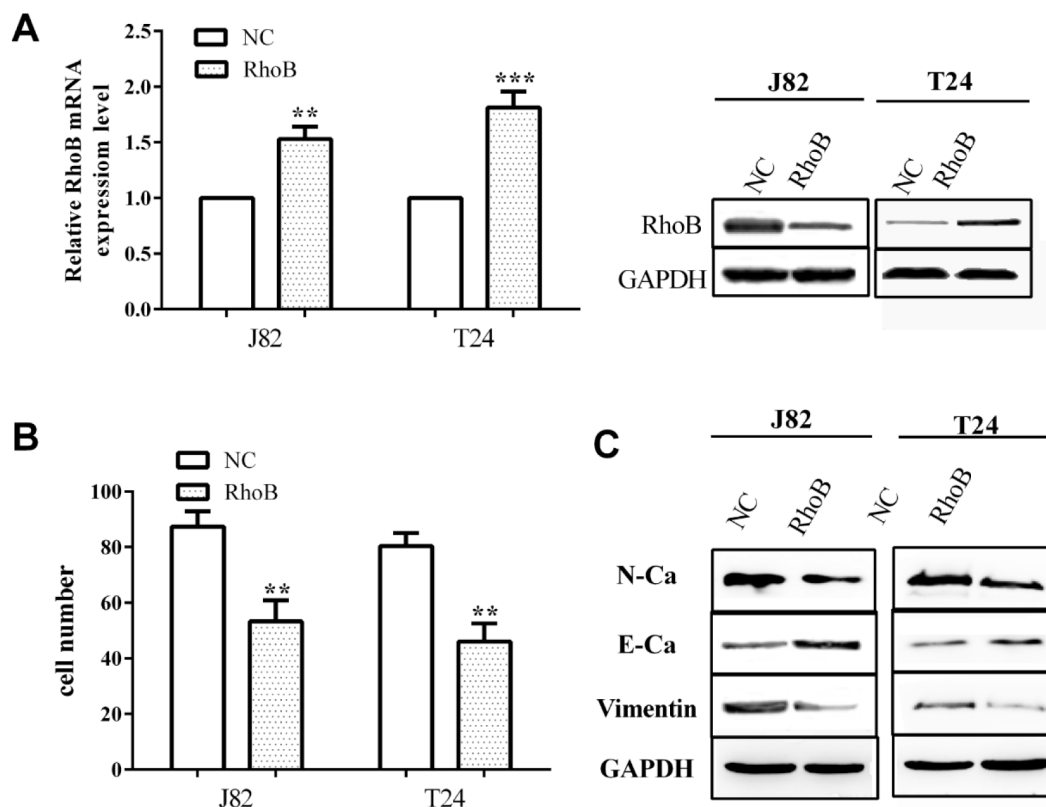 A
Relative RhoB mRNA
expression level
2.5
2.0
1.5
1.0
0.5
0.0
NC
RhoB
**
***
J82
T24
J82
T24
NC
RhoB
NC
RhoB
RhoB
GAPDH
B
cell number
100
80
60
40
20
0
NC
RhoB
**
**
J82
T24
C
J82
T24
NC
RhoB
NC
RhoB
N-Ca
E-Ca
Vimentin
GAPDH